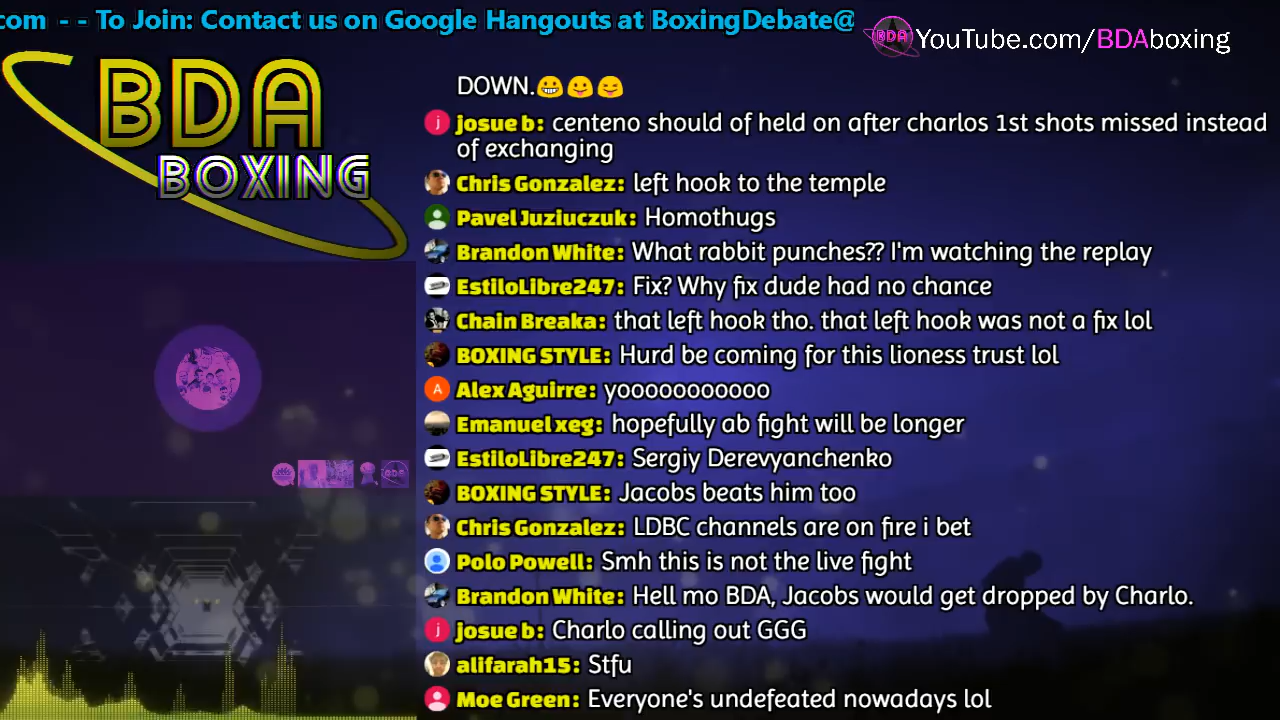 com - - To Join: Contact us on Google Hangouts at BoxingDebate@
BDA YouTube.com/BDAboxing
BDA
BOXING
DOWN.😬😛😝
j josue b: centeno should of held on after charlos 1st shots missed instead
of exchanging
Chris Gonzalez: left hook to the temple
Pavel Juziuczuk: Homothugs
Brandon White: What rabbit punches?? I'm watching the replay
EstiloLibre247: Fix? Why fix dude had no chance
Chain Breaka: that left hook tho. that left hook was not a fix lol
BOXING STYLE: Hurd be coming for this lioness trust lol
A Alex Aguirre: yooooooooooo
Emanuel xeg: hopefully ab fight will be longer
EstiloLibre247: Sergiy Derevyanchenko
BOXING STYLE: Jacobs beats him too
Chris Gonzalez: LDBC channels are on fire i bet
Polo Powell: Smh this is not the live fight
Brandon White: Hell mo BDA, Jacobs would get dropped by Charlo.
j josue b: Charlo calling out GGG
alifarah15: Stfu
Moe Green: Everyone's undefeated nowadays lol